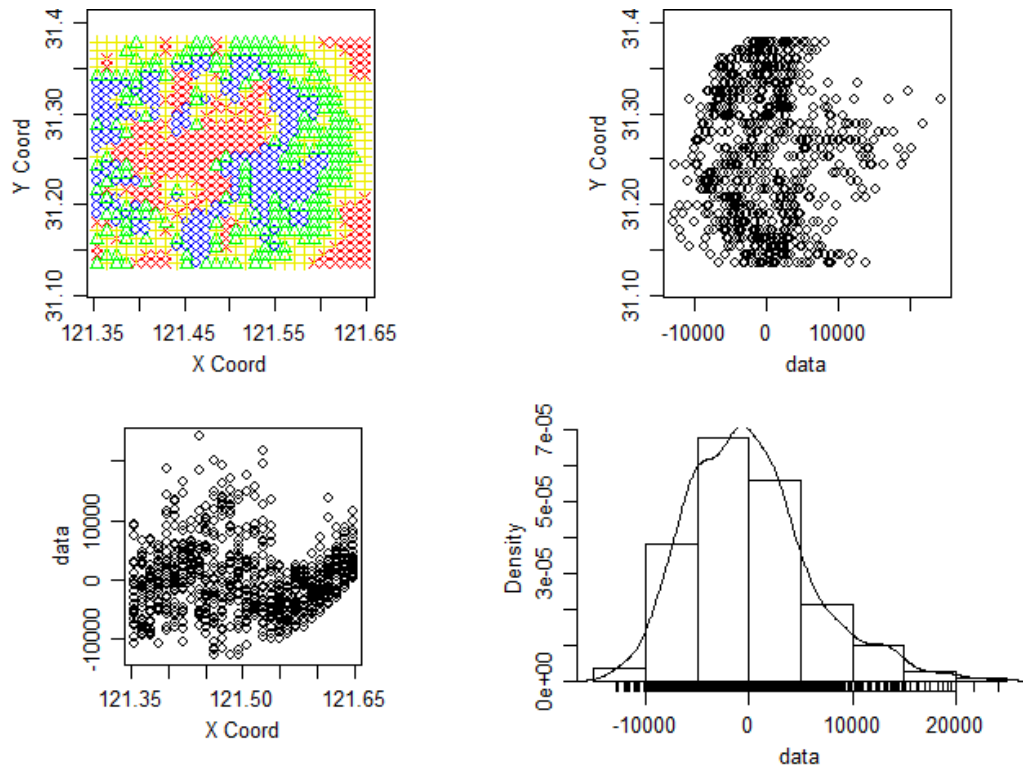 31.4
31.30
31.20
31.10
Y Coord
121.35 121.45 121.55 121.65
X Coord
31.4
31.30
31.20
31.10
Y Coord
-10000 0 10000
data
10000
0
-10000
data
121.35 121.50 121.65
X Coord
7e-05
5e-05
3e-05
0e+00
Density
-10000 0 10000 20000
data